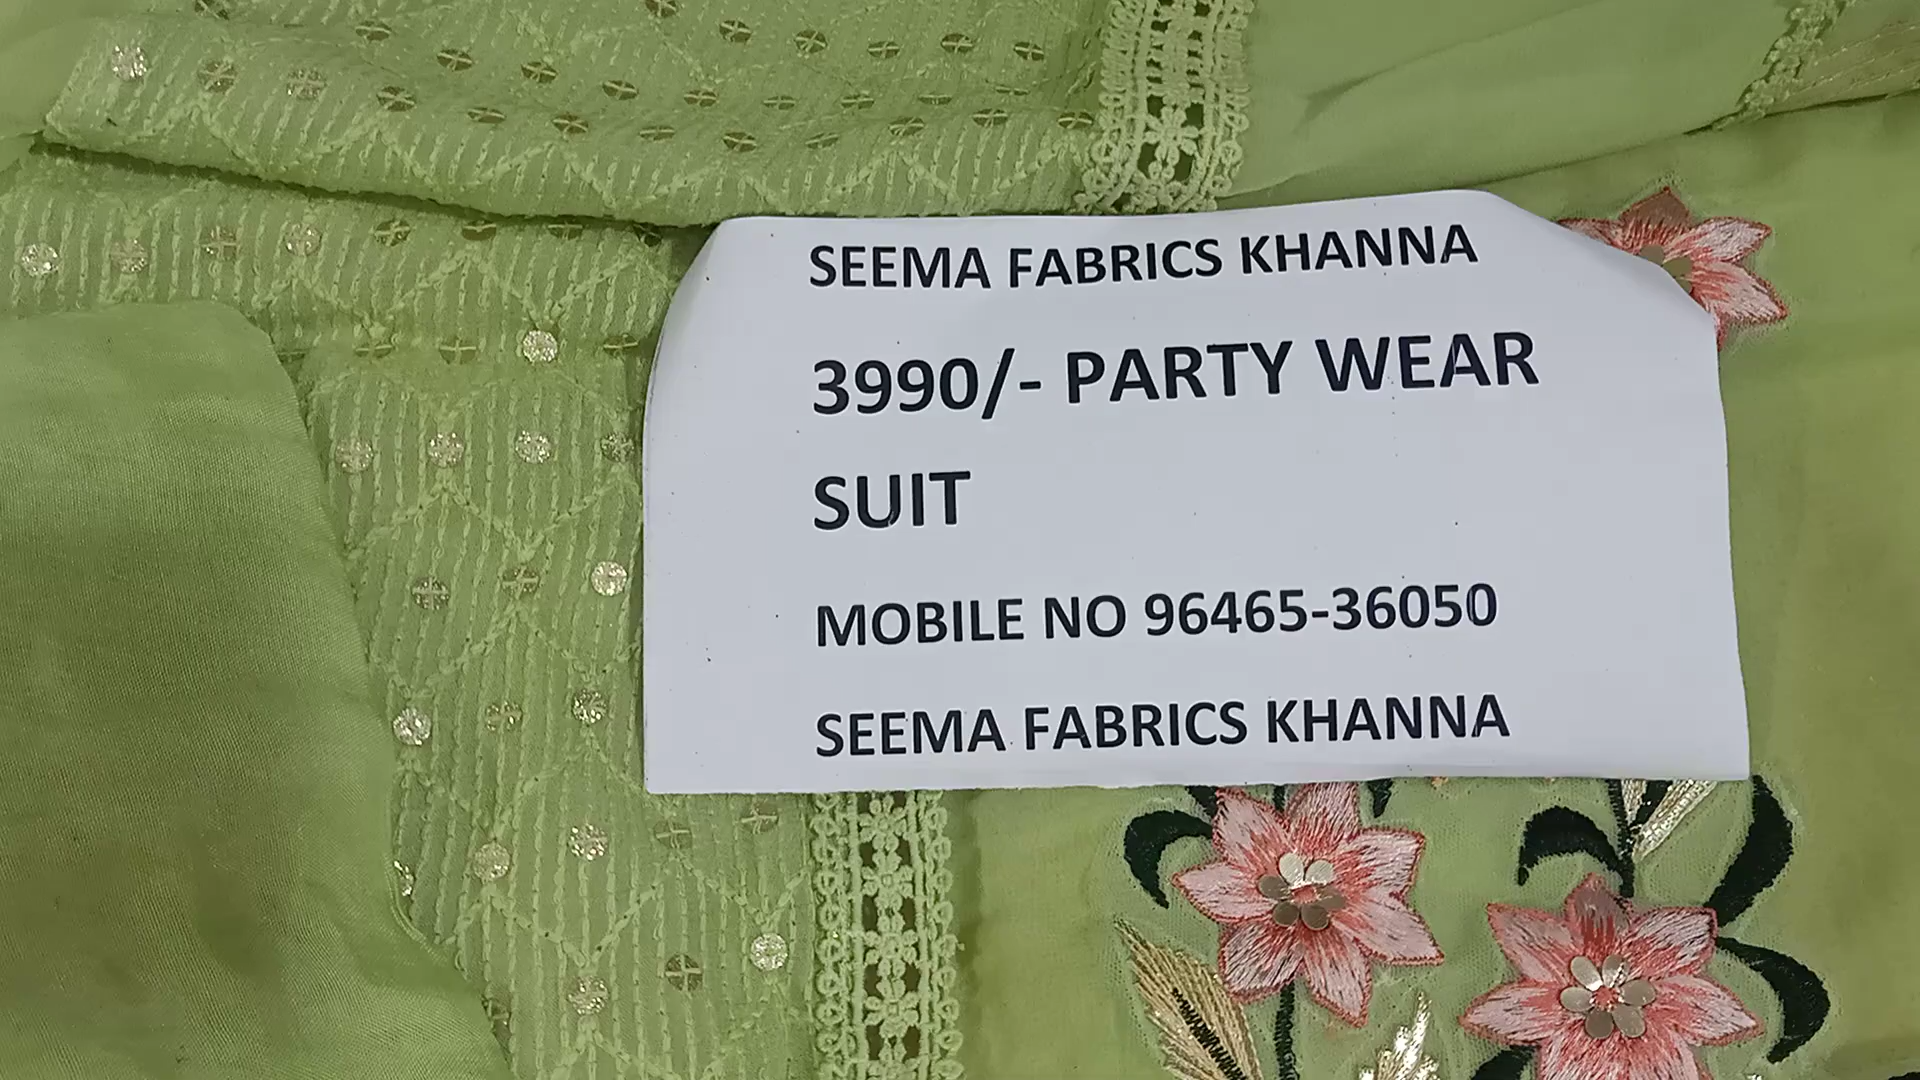 SEEMA FABRICS KHANNA
3990/- PARTY WEAR
SUIT
MOBILE NO 96465-36050
SEEMA FABRICS KHANNA